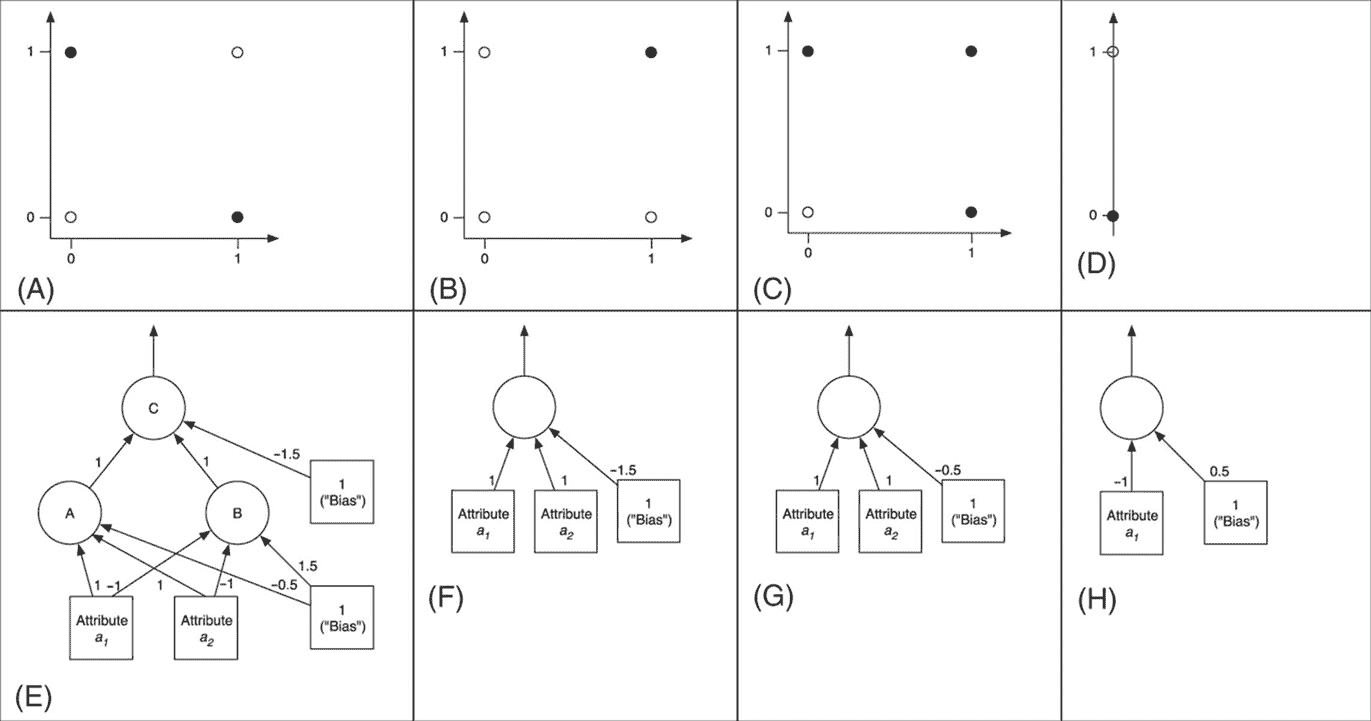 1
0
0
1
(A)
1
0
0
1
(B)
1
0
0
1
(C)
1
0
(D)
C
1
1
−1.5
1
("Bias")
A
B
1
−1
1
−1
−0.5
1.5
Attribute
a1
Attribute
a2
1
("Bias")
(E)
1
1
−1.5
Attribute
a1
Attribute
a2
1
("Bias")
(F)
1
1
−0.5
Attribute
a1
Attribute
a2
1
("Bias")
(G)
−1
0.5
Attribute
a1
1
("Bias")
(H)